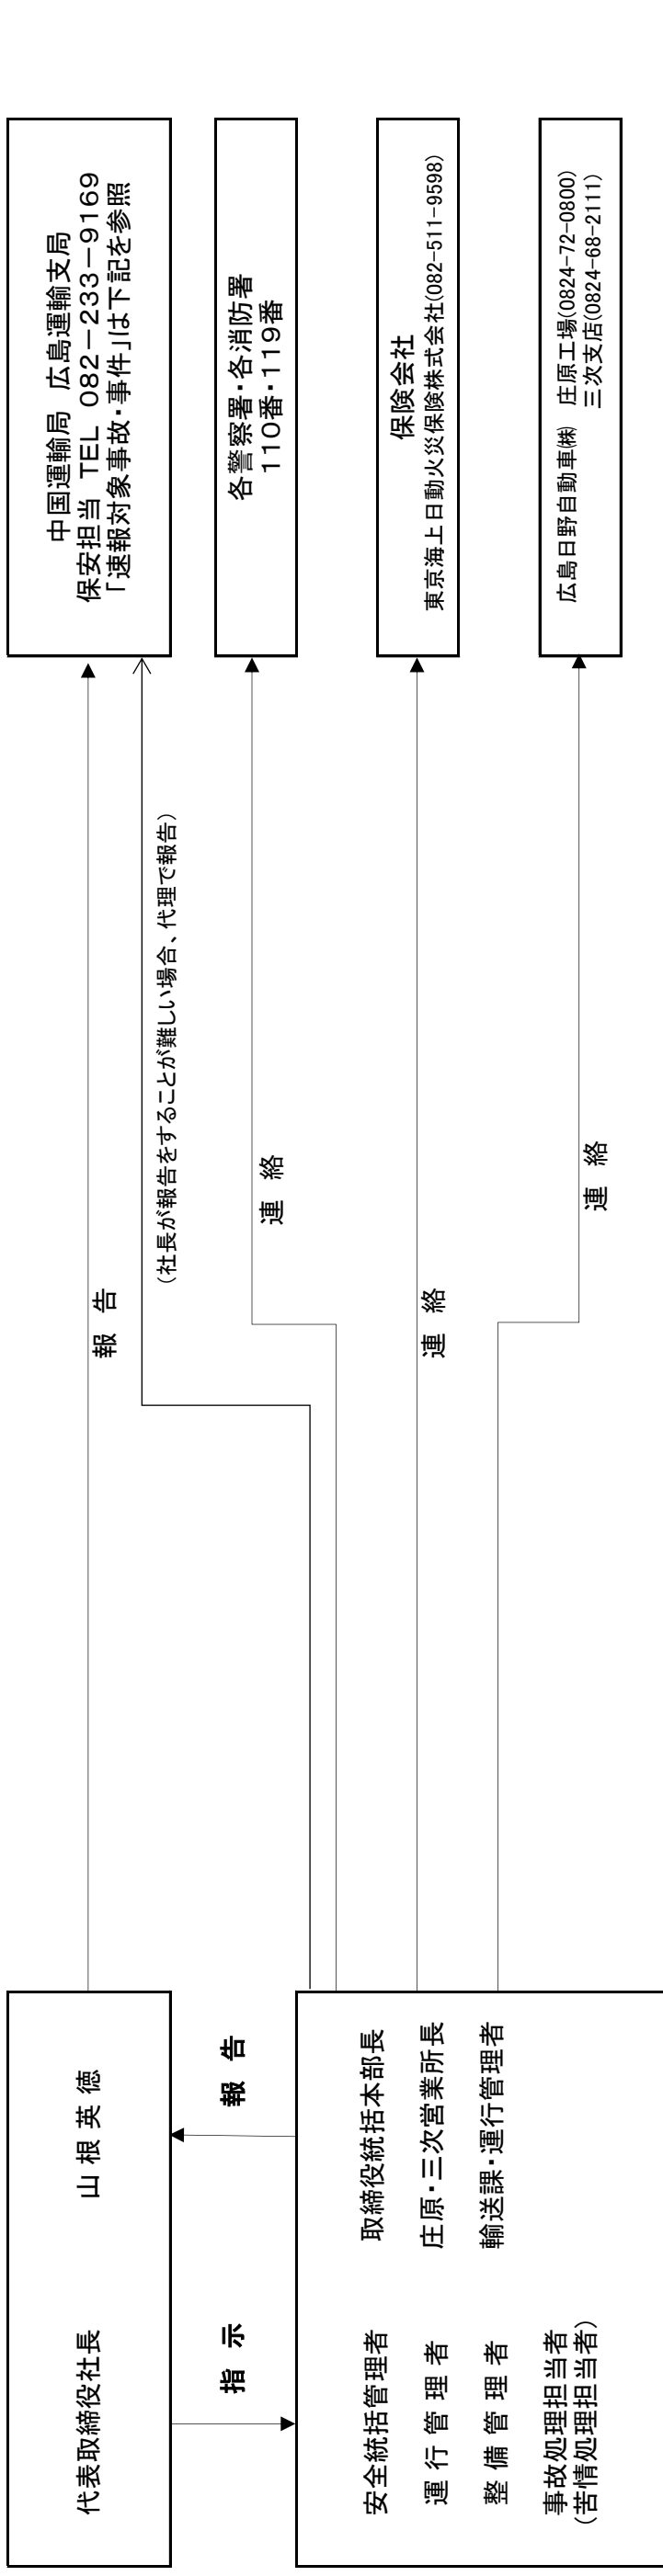 代表取締役社長　山 根 英 徳
指　示
報　告
安全統括管理者　取締役統括本部長
運 行 管 理 者　庄原・三次営業所長
整 備 管 理 者　輸送課・運行管理者
事故処理担当者
（苦情処理担当者）
報　告
（社長が報告をすることが難しい場合、代理で報告）
連　絡
連　絡
連　絡
中国運輸局　広島運輸支局
保安担当 TEL 082－233－9169
「速報対象事故・事件」は下記を参照
各警察署・各消防署
110番・119番
保険会社
東京海上日動火災保険株式会社(082-511-9598)
広島日野自動車㈱　庄原工場(0824-72-0800)
三次支店(0824-68-2111)